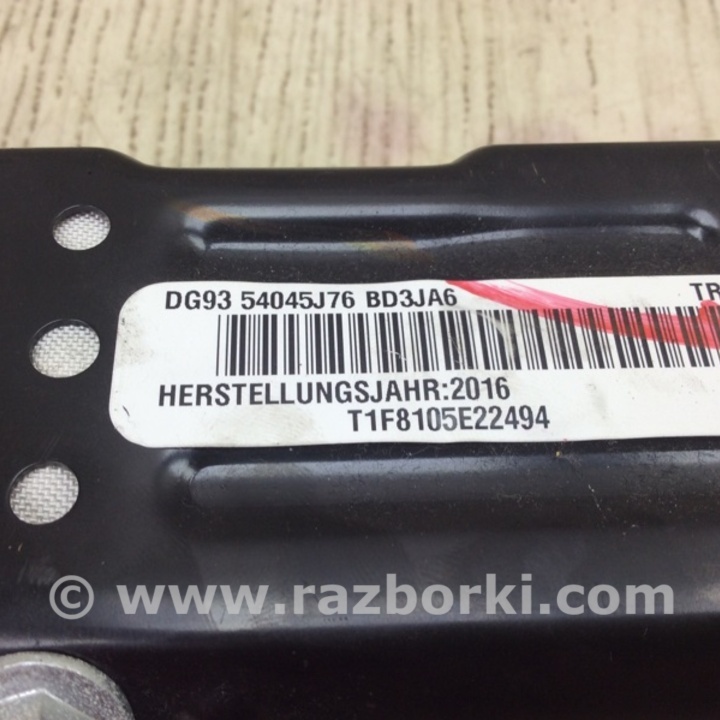 DG93 54045J76 BD3JA6 TR
HERSTELLUNGSJAHR:2016
T1F8105E22494
© www.razborki.com